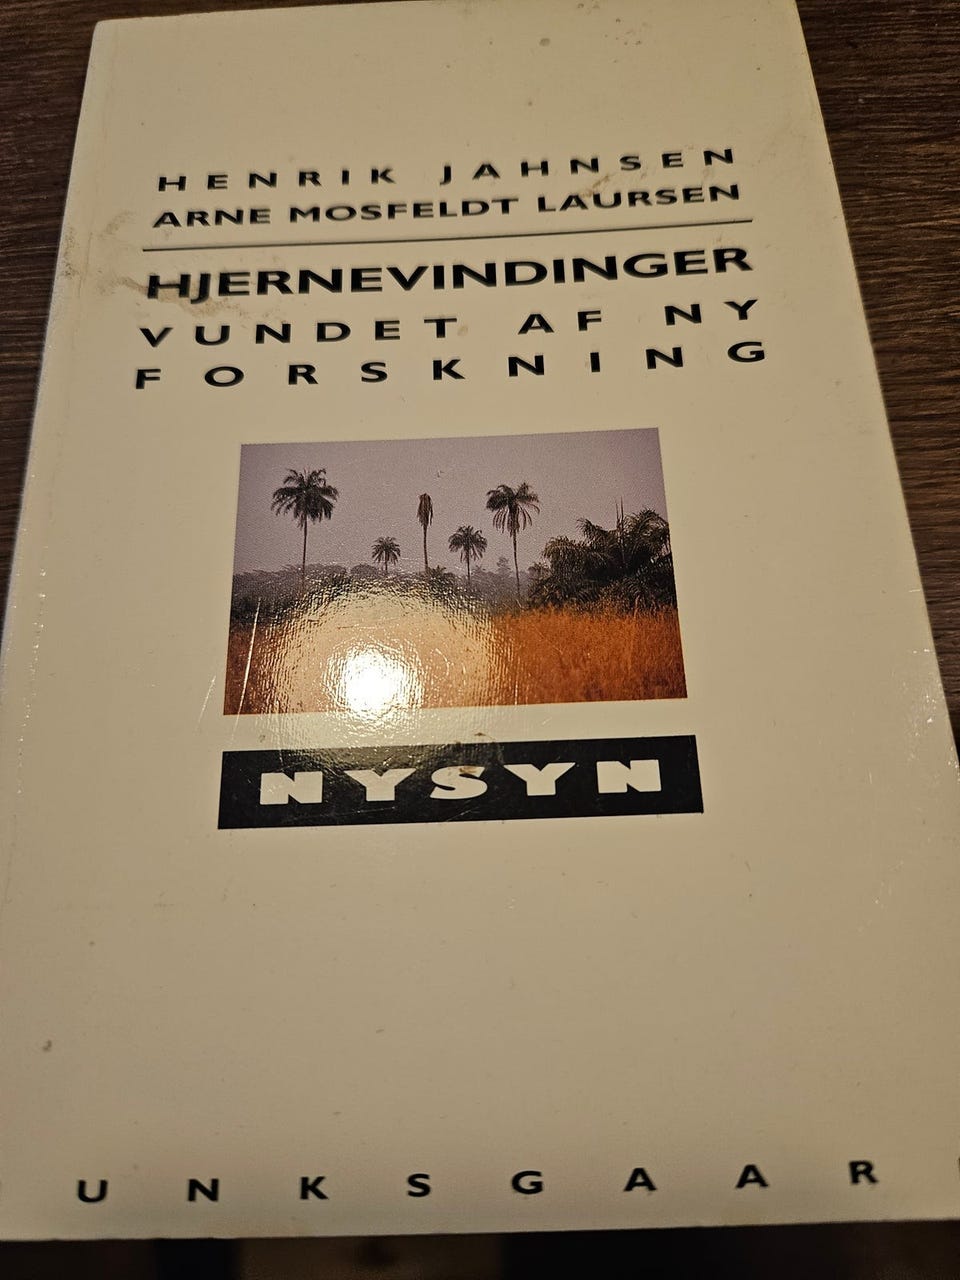 HENRIK JAHNSEN
ARNE MOSFELDT LAURSEN
HJERNEVINDINGER
VUNDET AF NY
FORSKNING
NYSYN
UNKSGAAR